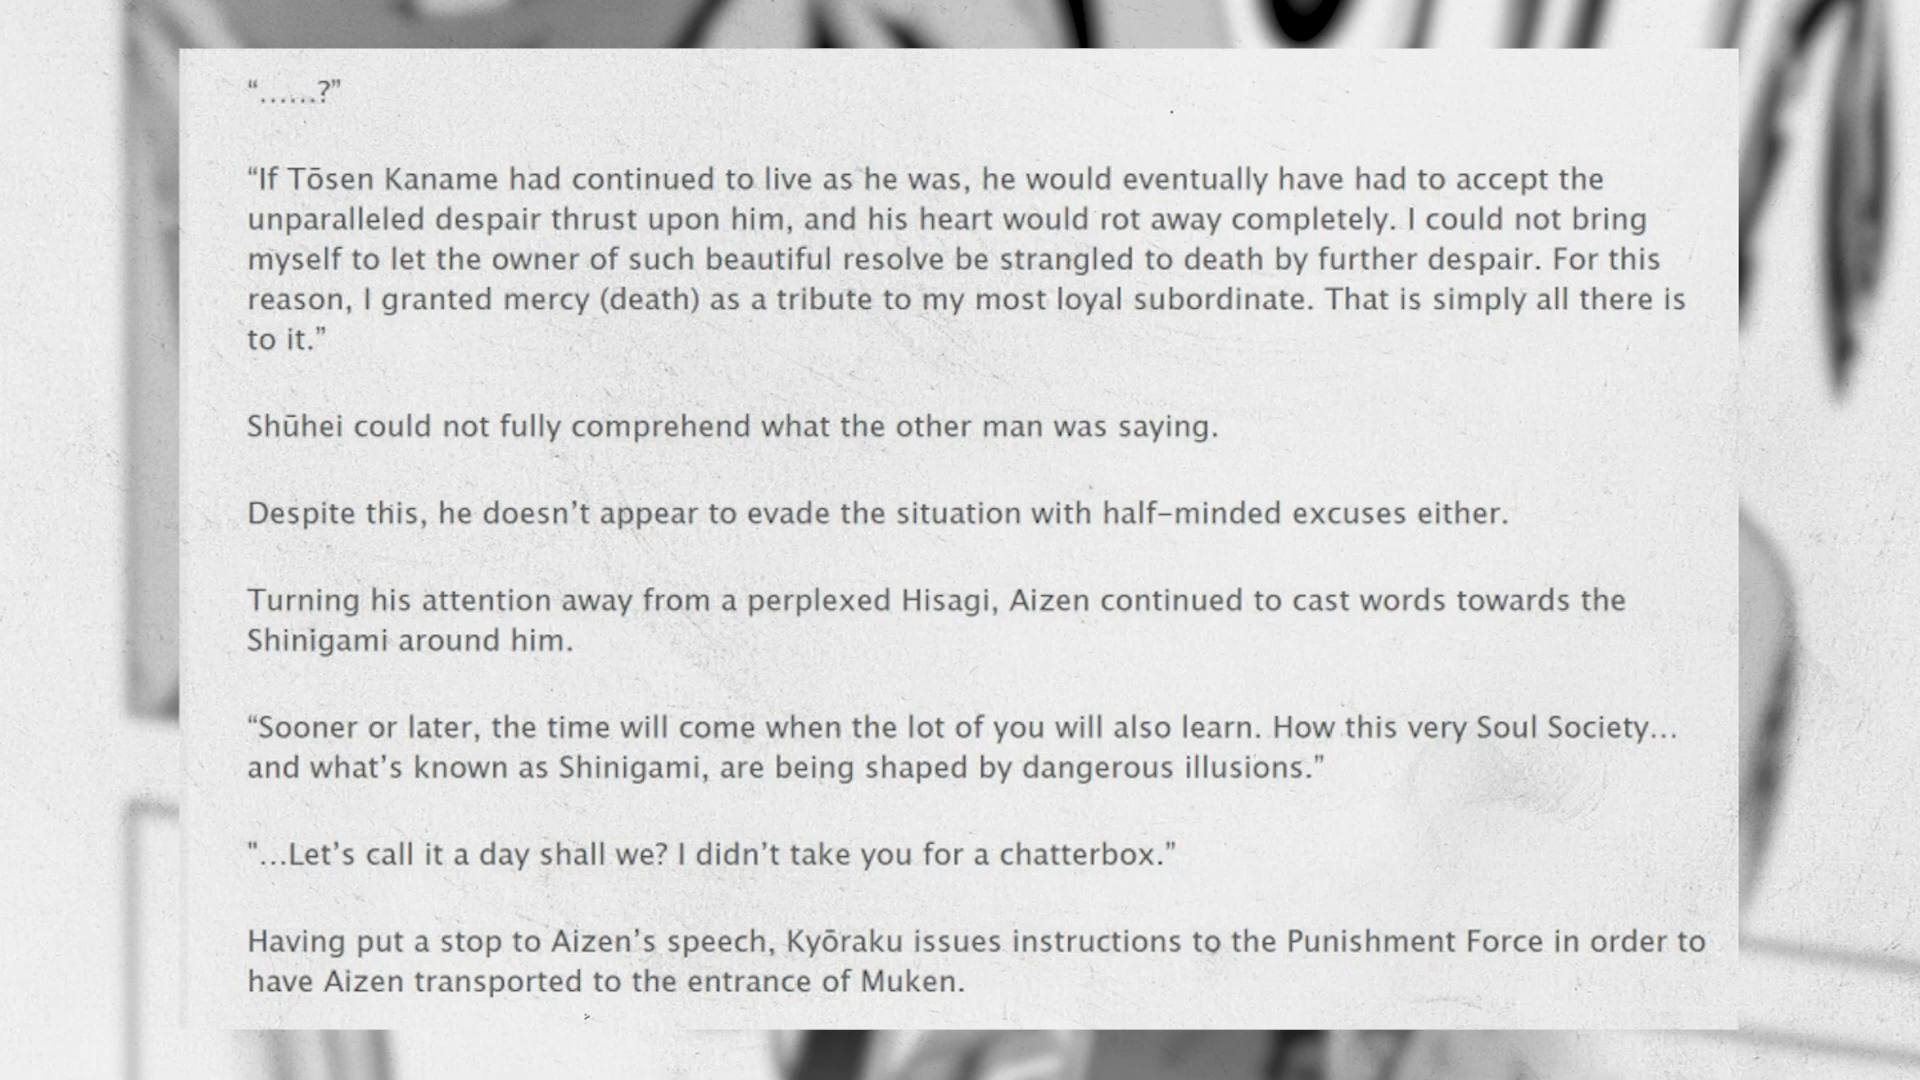 “......?”
“If Tōsen Kaname had continued to live as he was, he would eventually have had to accept the
unparalleled despair thrust upon him, and his heart would rot away completely. I could not bring
myself to let the owner of such beautiful resolve be strangled to death by further despair. For this
reason, I granted mercy (death) as a tribute to my most loyal subordinate. That is simply all there is
to it.”
Shūhei could not fully comprehend what the other man was saying.
Despite this, he doesn’t appear to evade the situation with half–minded excuses either.
Turning his attention away from a perplexed Hisagi, Aizen continued to cast words towards the
Shinigami around him.
“Sooner or later, the time will come when the lot of you will also learn. How this very Soul Society…
and what’s known as Shinigami, are being shaped by dangerous illusions.”
"…Let’s call it a day shall we? I didn’t take you for a chatterbox.”
Having put a stop to Aizen’s speech, Kyōraku issues instructions to the Punishment Force in order to
have Aizen transported to the entrance of Muken.